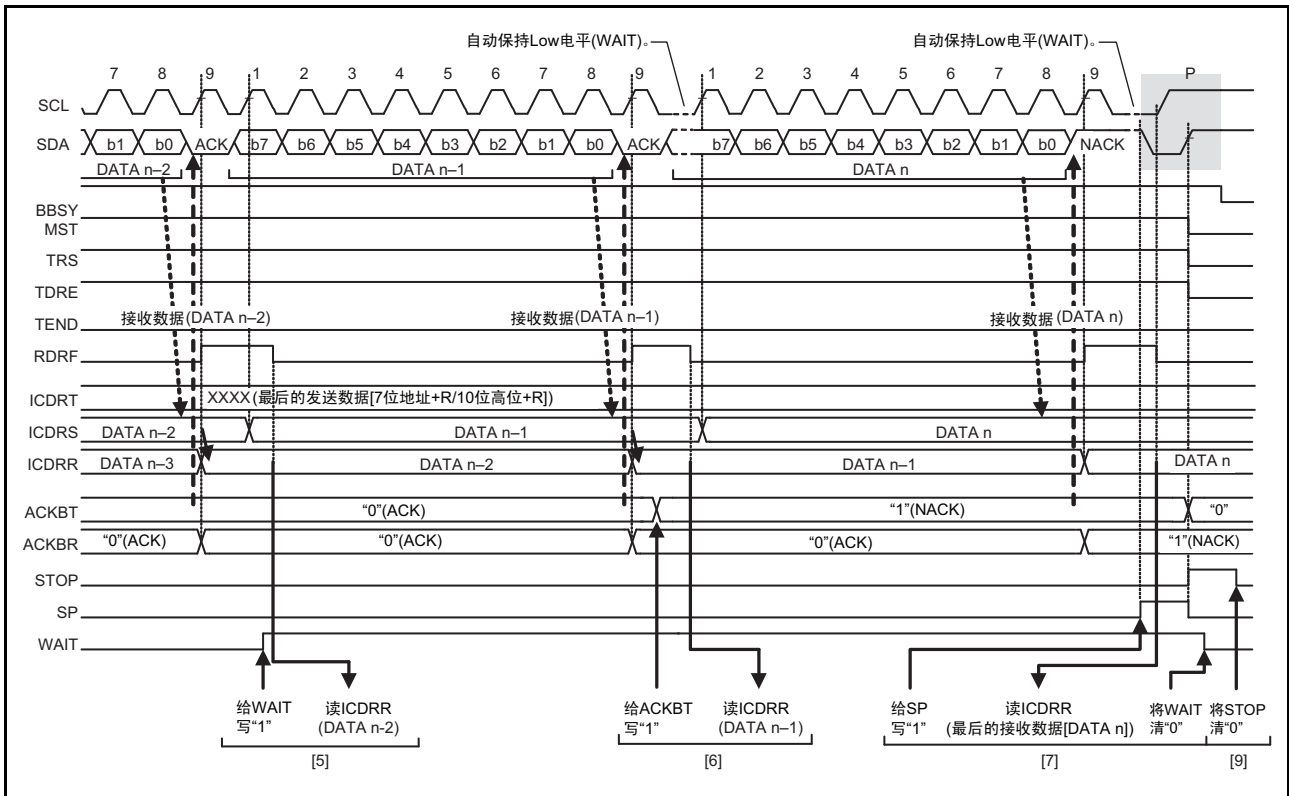 自动保持Low电平(WAIT)。 自动保持Low电平(WAIT)。
7 8 9 1 2 3 4 5 6 7 8 9 1 2 3 4 5 6 7 8 9 P
SCL
SDA b1 b0 ACK b7 b6 b5 b4 b3 b2 b1 b0 ACK b7 b6 b5 b4 b3 b2 b1 b0 NACK
DATA n–2 DATA n–1 DATA n
BBSY
MST
TRS
TDRE
接收数据(DATA n–2) 接收数据(DATA n–1) 接收数据(DATA n)
TEND
RDRF
ICDRT XXXX(最后的发送数据[7位地址+R/10位高位+R])
ICDRS DATA n–2 DATA n–1 DATA n
ICDRR DATA n–3 DATA n–2 DATA n–1 DATA n
ACKBT “0”(ACK) “1”(NACK) “0”
ACKBR “0”(ACK) “0”(ACK) “0”(ACK) “1”(NACK)
STOP
SP
WAIT
给WAIT 读ICDRR 给ACKBT 读ICDRR 给SP 读ICDRR 将WAIT 将STOP
写“1” (DATA n-2) 写“1” (DATA n–1) 写“1” (最后的接收数据[DATA n]) 清“0” 清“0”
[5] [6] [7] [9]